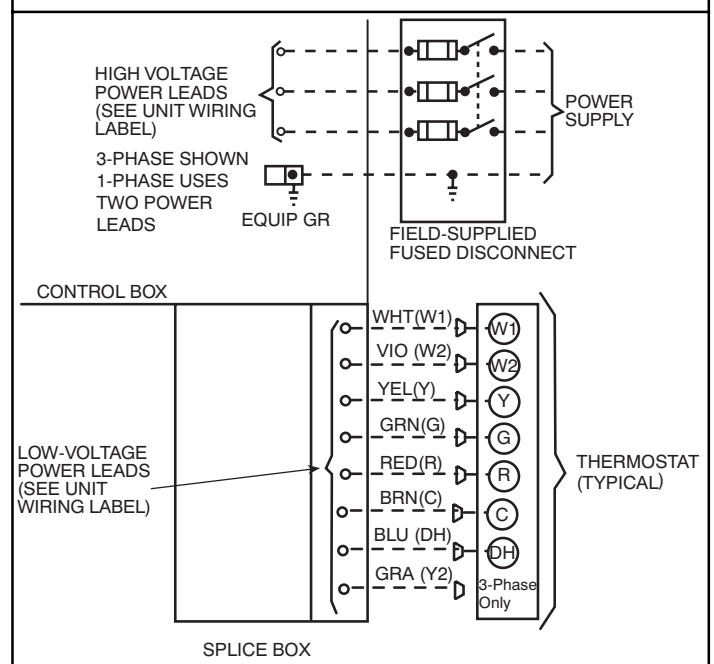 HIGH VOLTAGE
POWER LEADS
(SEE UNIT WIRING
LABEL)
POWER
SUPPLY
3-PHASE SHOWN
1-PHASE USES
TWO POWER
LEADS
EQUIP GR
FIELD-SUPPLIED
FUSED DISCONNECT
CONTROL BOX
WHT(W1)
W1
VIO (W2)
W2
YEL(Y)
Y
GRN(G)
G
RED(R)
R
BRN(C)
C
BLU (DH)
DH
GRA (Y2)
3-Phase
Only
LOW-VOLTAGE
POWER LEADS
(SEE UNIT
WIRING LABEL)
THERMOSTAT
(TYPICAL)
SPLICE BOX